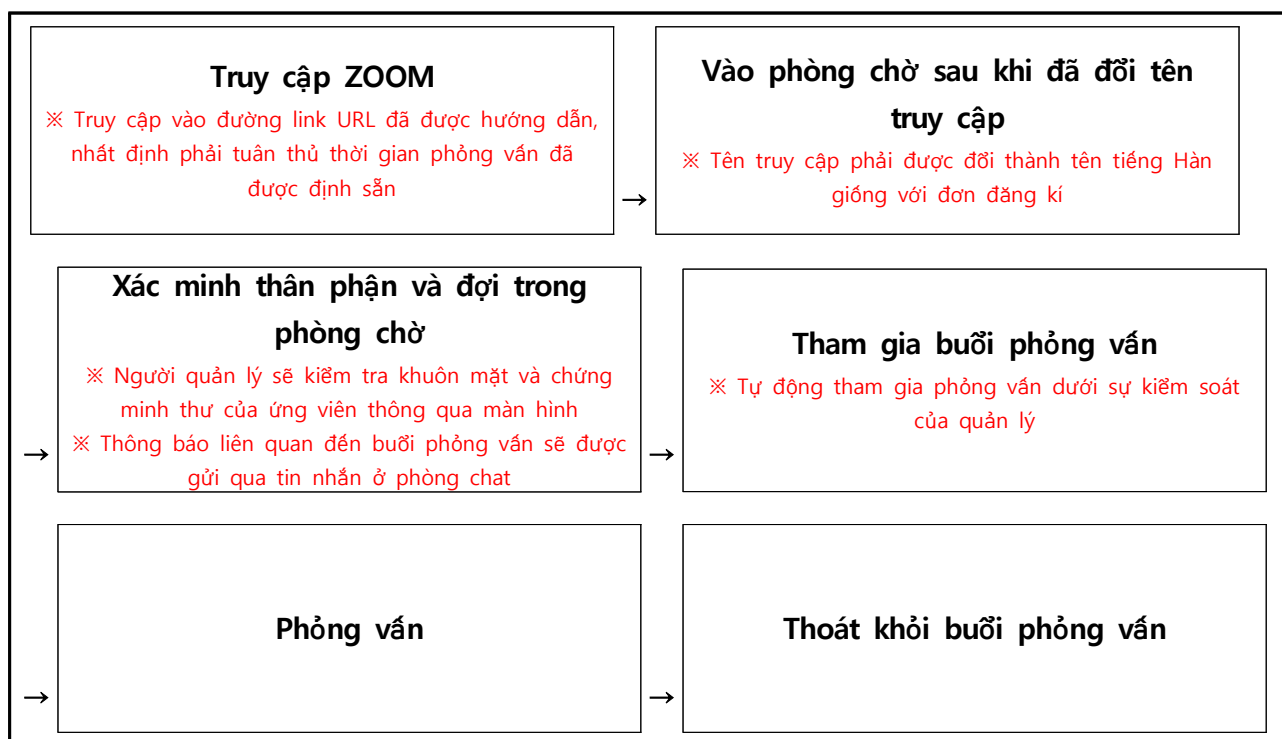 Truy cập ZOOM
※ Truy cập vào đường link URL đã được hướng dẫn,
nhất định phải tuân thủ thời gian phỏng vấn đã
được định sẵn
→
Vào phòng chờ sau khi đã đổi tên
truy cập
※ Tên truy cập phải được đổi thành tên tiếng Hàn
giống với đơn đăng kí
→
Xác minh thân phận và đợi trong
phòng chờ
※ Người quản lý sẽ kiểm tra khuôn mặt và chứng
minh thư của ứng viên thông qua màn hình
※ Thông báo liên quan đến buổi phỏng vấn sẽ được
gửi qua tin nhắn ở phòng chat
→
Tham gia buổi phỏng vấn
※ Tự động tham gia phỏng vấn dưới sự kiểm soát
của quản lý
→
Phỏng vấn
→
Thoát khỏi buổi phỏng vấn